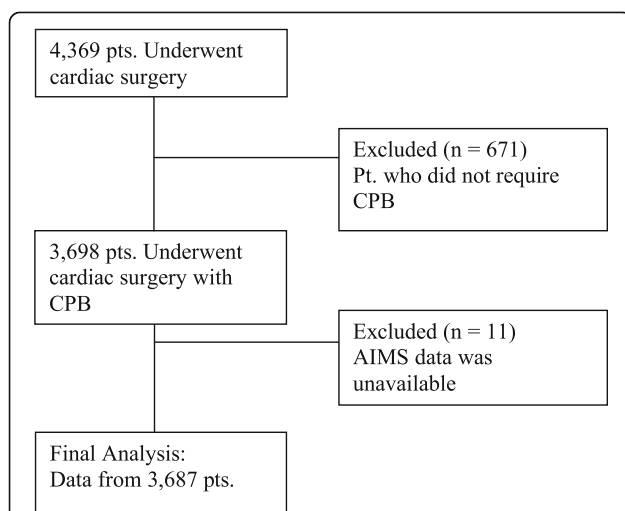 4,369 pts. Underwent
cardiac surgery
Excluded (n = 671)
Pt. who did not require
CPB
3,698 pts. Underwent
cardiac surgery with
CPB
Excluded (n = 11)
AIMS data was
unavailable
Final Analysis:
Data from 3,687 pts.